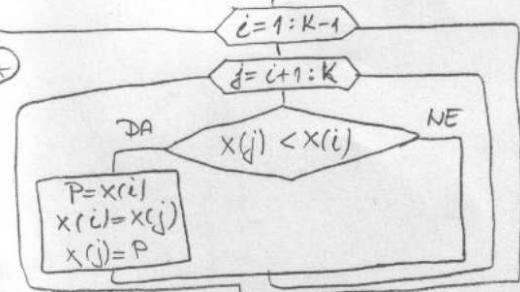 i=1:K-1
j=i+1:K
DA
NE
X(j) < X(i)
P=X(i)
X(i)=X(j)
X(j)=P